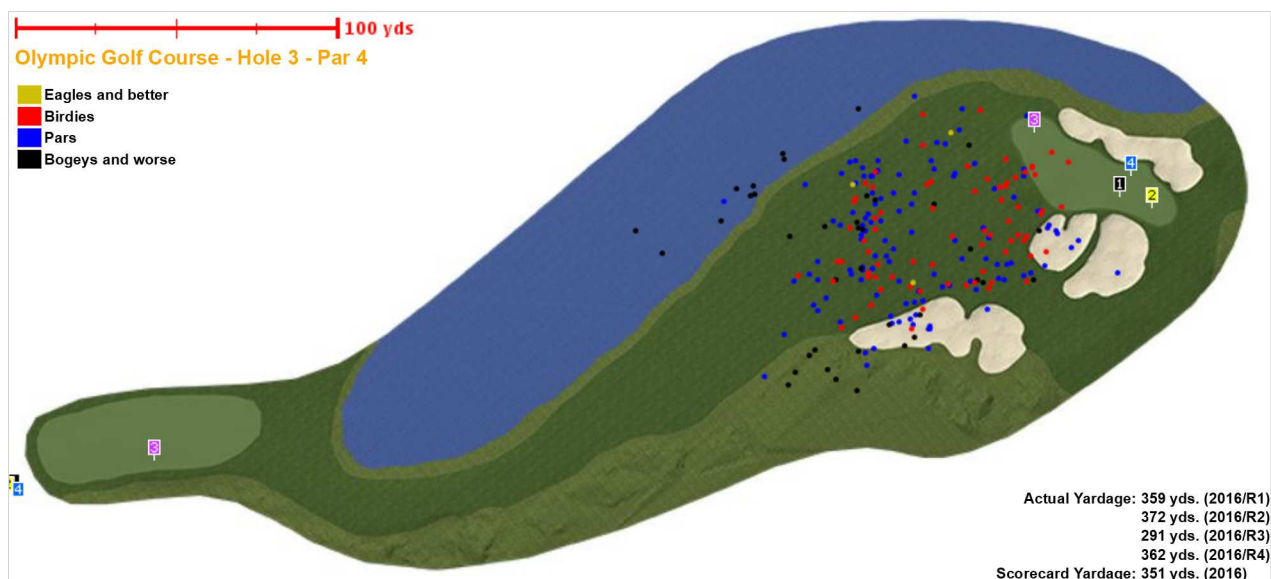 100 yds
Olympic Golf Course - Hole 3 - Par 4
Eagles and better
Birdies
Pars
Bogeys and worse
3
4
1
2
3
4
Actual Yardage: 359 yds. (2016/R1)
372 yds. (2016/R2)
291 yds. (2016/R3)
362 yds. (2016/R4)
Scorecard Yardage: 351 yds. (2016)